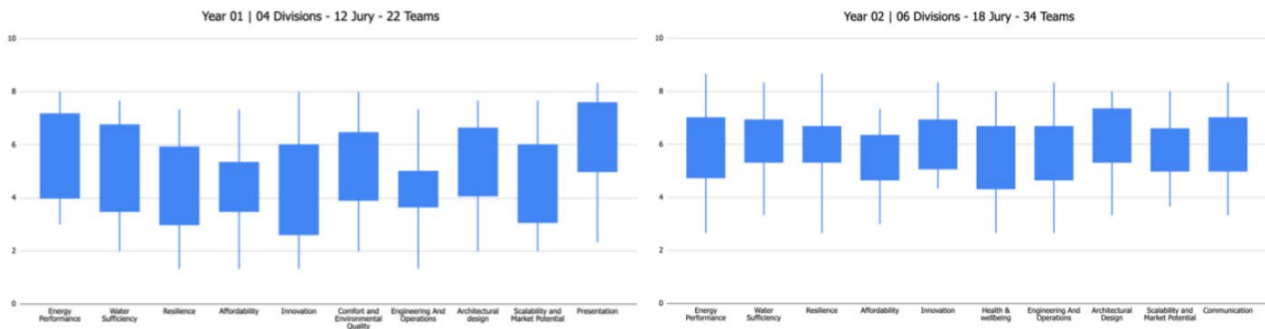 Year 01 | 04 Divisions - 12 Jury - 22 Teams
10
8
6
4
2
0
Energy
Performance
Water
Sufficiency
Resilience
Affordability
Innovation
Comfort and
Environmental
Quality
Engineering And
Operations
Architectural
design
Scalability and
Market Potential
Presentation
Year 02 | 06 Divisions - 18 Jury - 34 Teams
10
8
6
4
2
0
Energy
Performance
Water
Sufficiency
Resilience
Affordability
Innovation
Health &
wellbeing
Engineering And
Operations
Architectural
Design
Scalability and
Market Potential
Communication